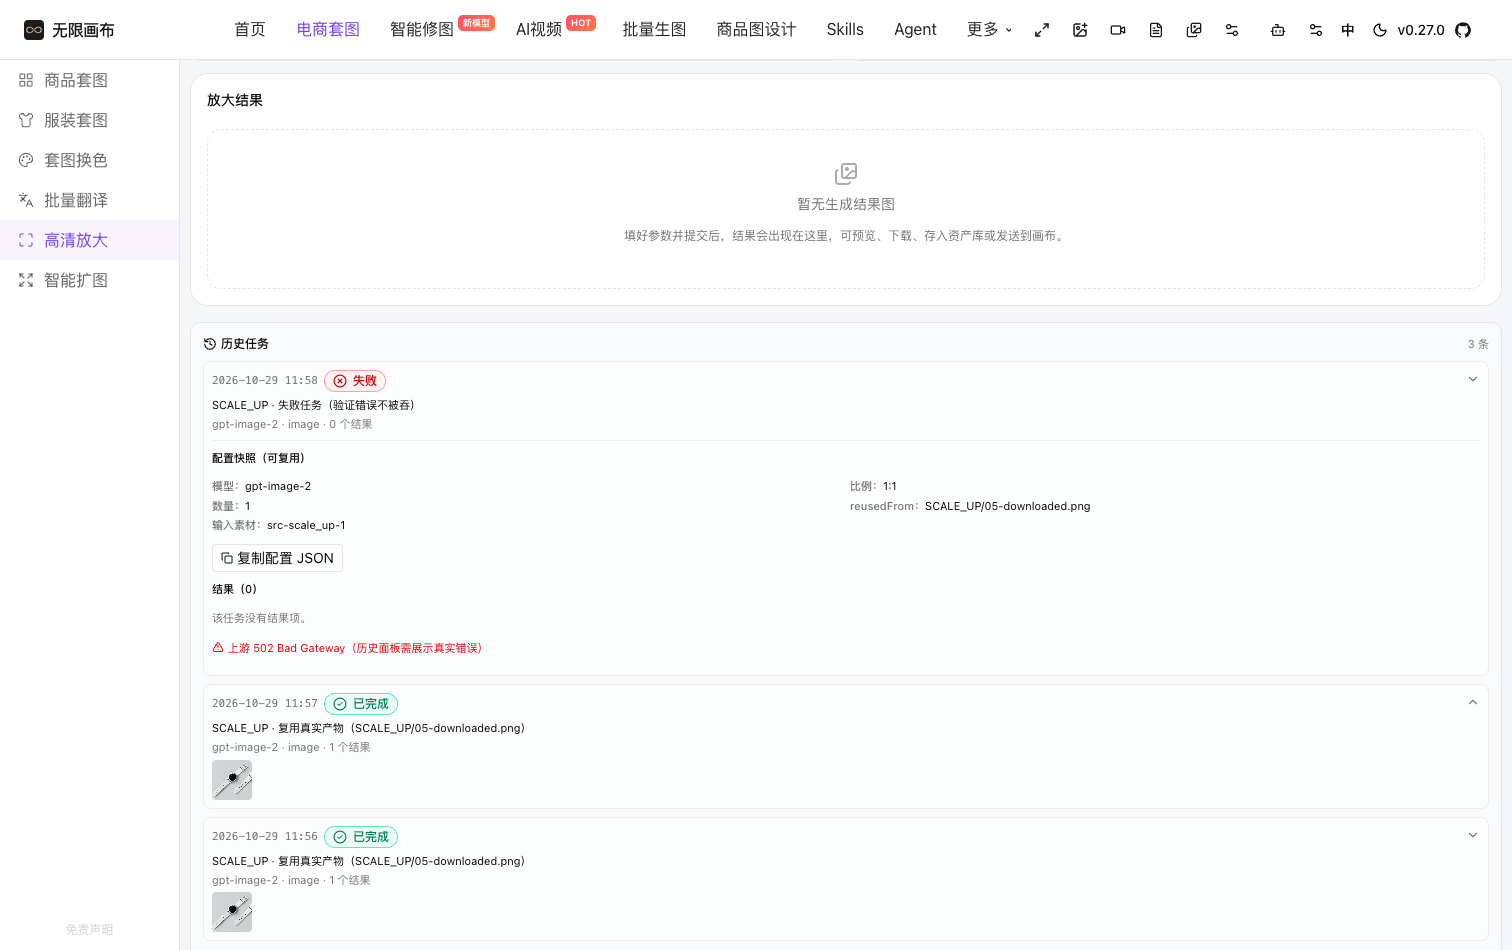 无限画布
首页
电商套图
智能修图 新模型
AI视频 HOT
批量生图
商品图设计
Skills
Agent
更多
中
v0.27.0
商品套图
服装套图
套图换色
批量翻译
高清放大
智能扩图
免责声明
放大结果
暂无生成结果图
填好参数并提交后，结果会出现在这里，可预览、下载、存入资产库或发送到画布。
历史任务
3 条
2026-10-29 11:58 失败
SCALE_UP · 失败任务（验证错误不被吞）
gpt-image-2 · image · 0 个结果
配置快照（可复用）
模型：gpt-image-2
比例：1:1
数量：1
reusedFrom：SCALE_UP/05-downloaded.png
输入素材：src-scale_up-1
复制配置 JSON
结果（0）
该任务没有结果项。
上游 502 Bad Gateway（历史面板需展示真实错误）
2026-10-29 11:57 已完成
SCALE_UP · 复用真实产物（SCALE_UP/05-downloaded.png）
gpt-image-2 · image · 1 个结果
2026-10-29 11:56 已完成
SCALE_UP · 复用真实产物（SCALE_UP/05-downloaded.png）
gpt-image-2 · image · 1 个结果